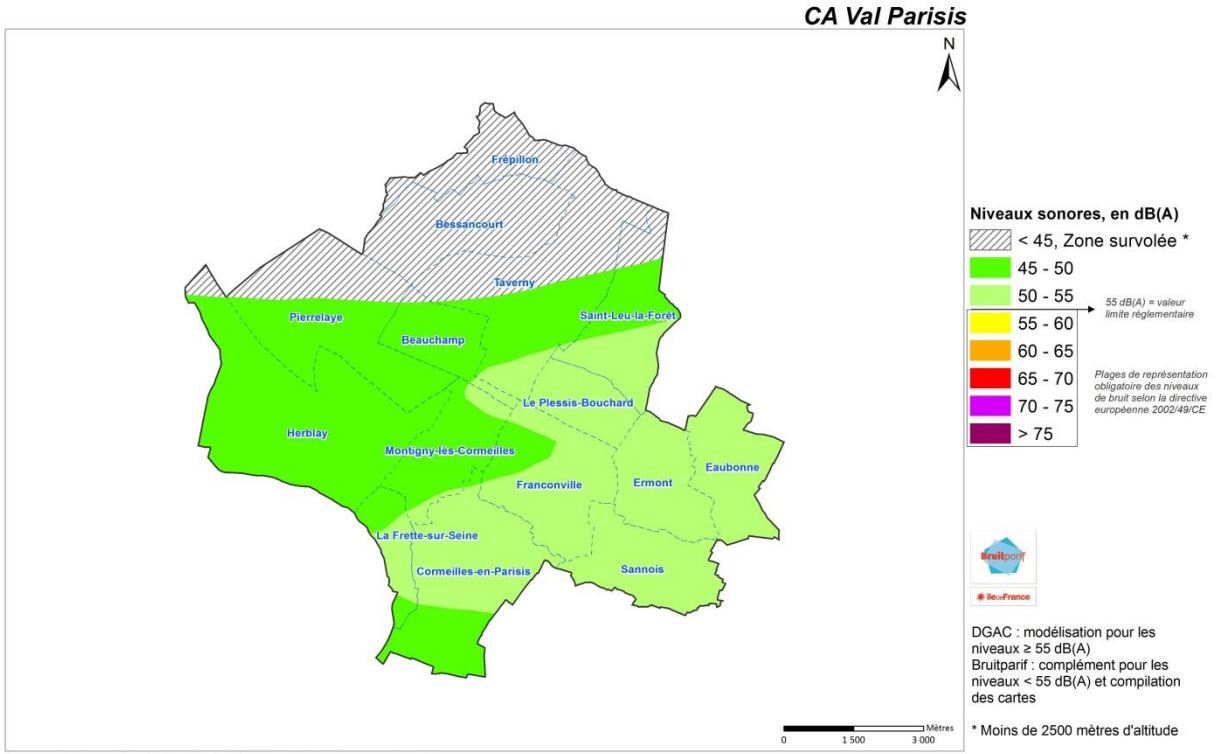 CA Val Parisis
N
Frépillon
Bessancourt
Taverny
Pierrelaye
Saint-Leu-la-Forêt
Beauchamp
Le Plessis-Bouchard
Herblay
Montigny-lès-Cormeilles
Eaubonne
Franconville
Ermont
La Frette-sur-Seine
Cormeilles-en-Parisis
Sannois
Mètres
0 1 500 3 000
Niveaux sonores, en dB(A)
< 45, Zone survolée *
45 - 50
50 - 55
55 dB(A) = valeur
limite réglementaire
55 - 60
60 - 65
65 - 70
70 - 75
> 75
Plages de représentation
obligatoire des niveaux
de bruit selon la directive
européenne 2002/49/CE
Bruitparif
île de France
DGAC : modélisation pour les
niveaux ≥ 55 dB(A)
Bruitparif : complément pour les
niveaux < 55 dB(A) et compilation
des cartes
* Moins de 2500 mètres d'altitude